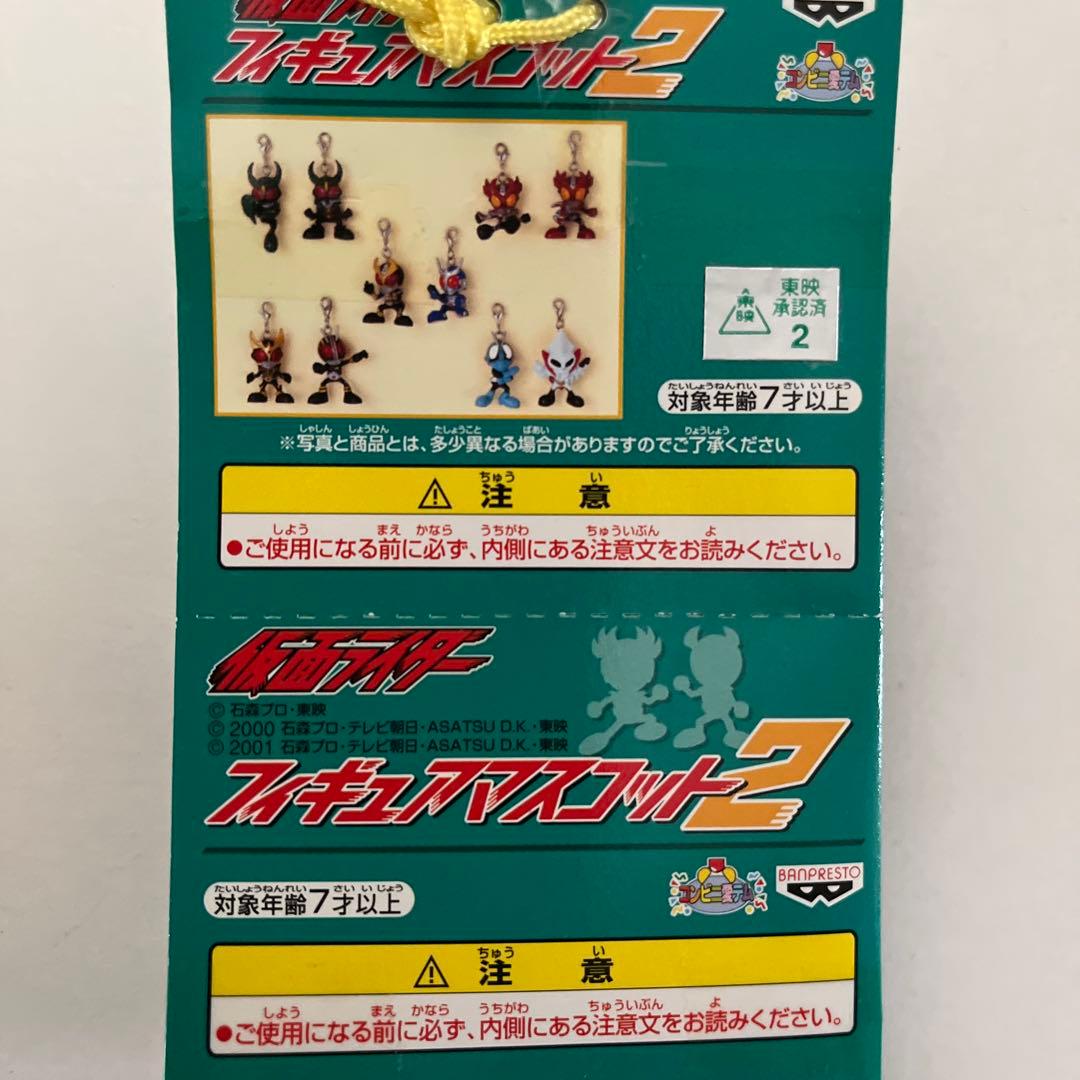 仮面ライダー
フィギュアマスコット2
コンビニ愛テム
東映
東映
承認済
2
たいしょうねんれい さい いじょう
対象年齢7才以上
しゃしん しょうひん たしょうこと ばあい りょうしょう
※写真と商品とは、多少異なる場合がありますのでご了承ください。
ちゅう い
⚠ 注 意
しよう まえ かなら うちがわ ちゅういぶん よ
●ご使用になる前に必ず、内側にある注意文をお読みください。
仮面ライダー
© 石森プロ・東映
© 2000 石森プロ・テレビ朝日・ASATSU D.K.・東映
© 2001 石森プロ・テレビ朝日・ASATSU D.K.・東映
フィギュアマスコット2
コンビニ愛テム
BANPRESTO
たいしょうねんれい さい いじょう
対象年齢7才以上
ちゅう い
⚠ 注 意
しよう まえ かなら うちがわ ちゅういぶん よ
●ご使用になる前に必ず、内側にある注意文をお読みください。